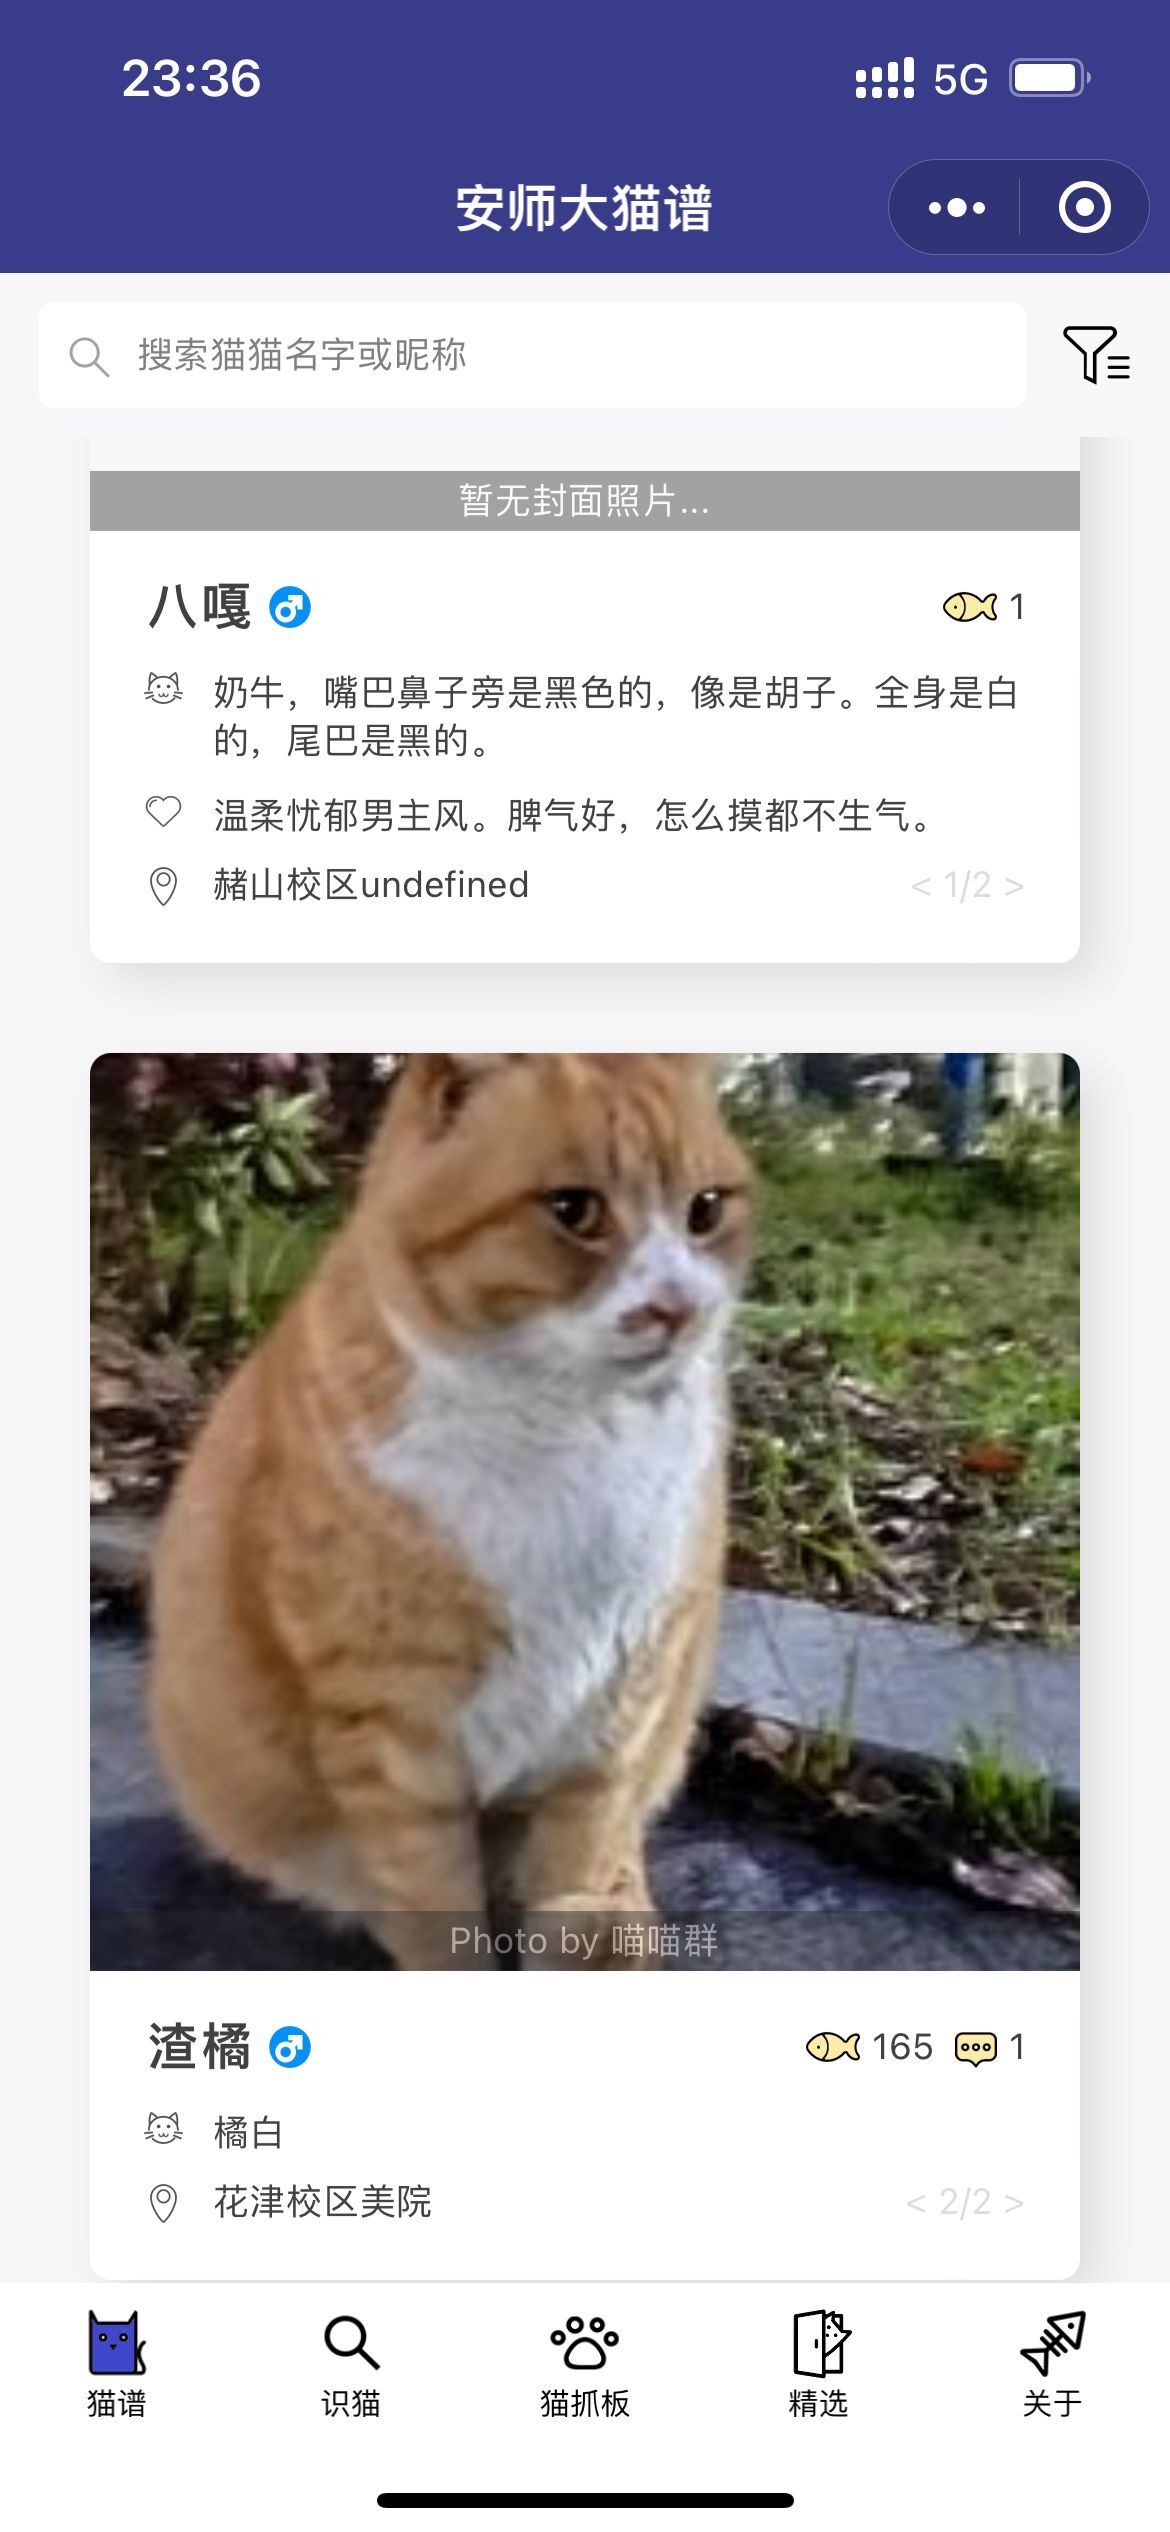 23:36
5G
安师大猫谱
搜索猫猫名字或昵称
暂无封面照片...
八嘎
1
奶牛，嘴巴鼻子旁是黑色的，像是胡子。全身是白
的，尾巴是黑的。
温柔忧郁男主风。脾气好，怎么摸都不生气。
赭山校区undefined
< 1/2 >
Photo by 喵喵群
渣橘
165
1
橘白
花津校区美院
< 2/2 >
猫谱
识猫
猫抓板
精选
关于